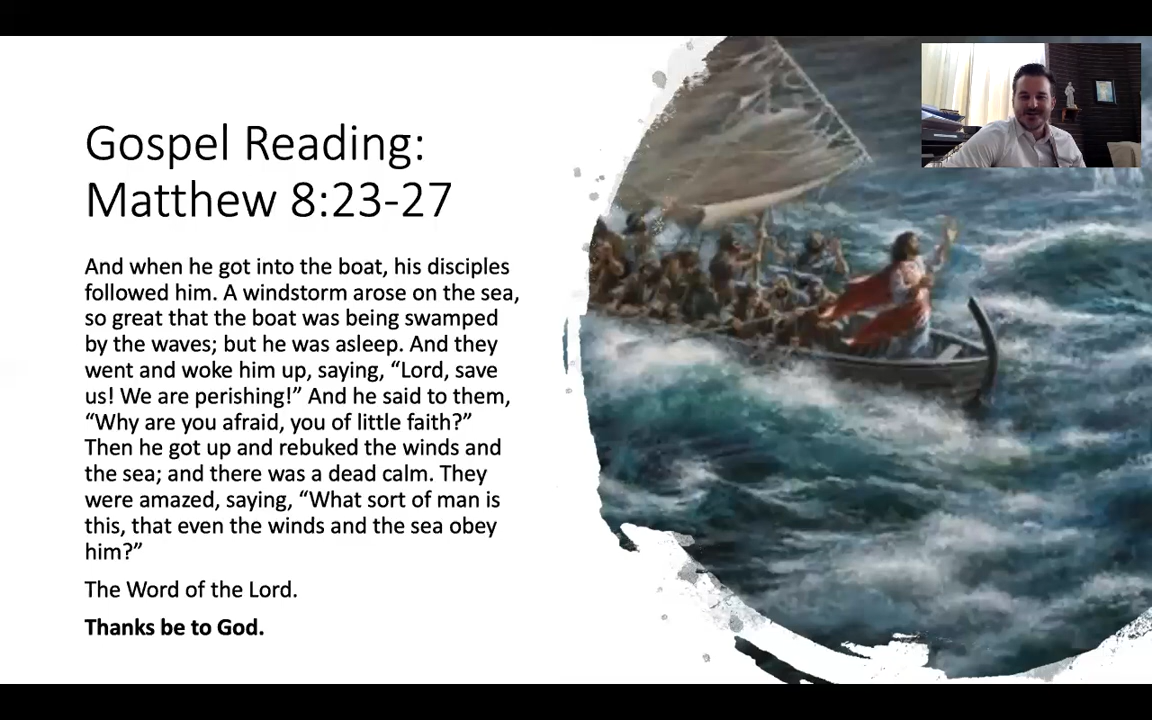 Gospel Reading:
Matthew 8:23-27
And when he got into the boat, his disciples
followed him. A windstorm arose on the sea,
so great that the boat was being swamped
by the waves; but he was asleep. And they
went and woke him up, saying, “Lord, save
us! We are perishing!” And he said to them,
“Why are you afraid, you of little faith?”
Then he got up and rebuked the winds and
the sea; and there was a dead calm. They
were amazed, saying, “What sort of man is
this, that even the winds and the sea obey
him?”
The Word of the Lord.
Thanks be to God.